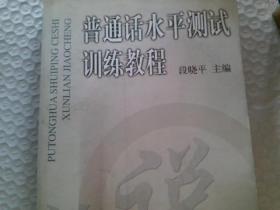 普通话水平测试
训练教程
段晓平 主编
PUTONGHUA SHUIPING CESHI
XUNLIAN JIAOCHENG
说